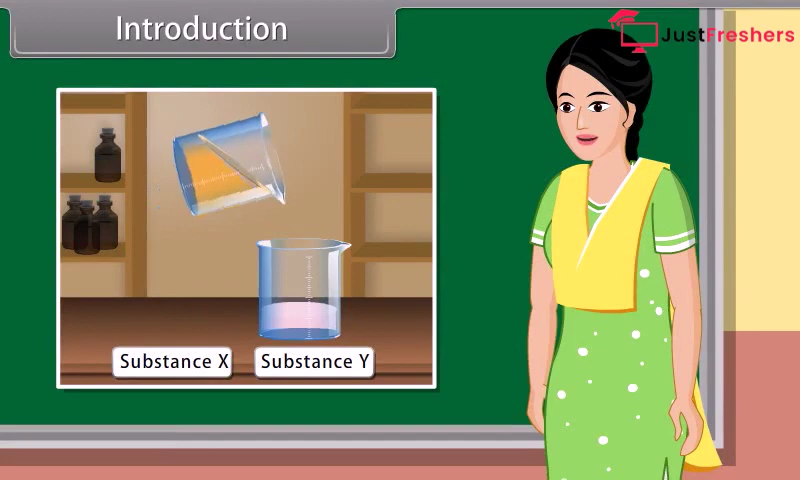 Introduction
JustFreshers
Substance X
Substance Y